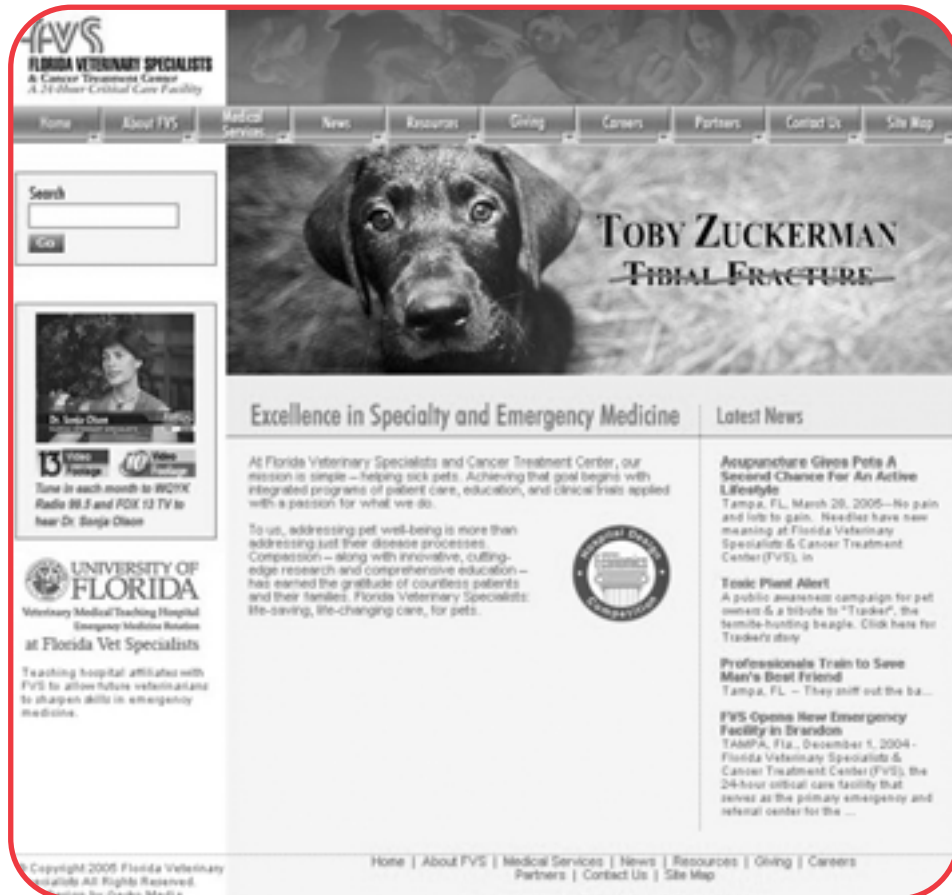 FVS
FLORIDA VETERINARY SPECIALISTS
& Cancer Treatment Center
A 24-Hour Critical Care Facility
Home
About FVS
Medical
Services
News
Resources
Giving
Careers
Partners
Contact Us
Site Map
Search
Go
TOBY ZUCKERMAN
TIBIAL FRACTURE
Dr. Sonja Olson
13 Video
Footage
10 Video
Footage
Tune in each month to WQYK
Radio 99.5 and FOX 13 TV to
hear Dr. Sonja Olson
UNIVERSITY OF
FLORIDA
Veterinary Medical Teaching Hospital
Emergency Medicine Rotation
at Florida Vet Specialists
Teaching hospital affiliates with
FVS to allow future veterinarians
to sharpen skills in emergency
medicine.
Excellence in Specialty and Emergency Medicine
At Florida Veterinary Specialists and Cancer Treatment Center, our
mission is simple – helping sick pets. Achieving that goal begins with
integrated programs of patient care, education, and clinical trials applied
with a passion for what we do.
To us, addressing pet well-being is more than
addressing just their disease processes.
Compassion – along with innovative, cutting-
edge research and comprehensive education –
has earned the gratitude of countless patients
and their families. Florida Veterinary Specialists:
life-saving, life-changing care, for pets.
Hospital Design
ECONOMICS
Competition
Latest News
Acupuncture Gives Pets A
Second Chance For An Active
Lifestyle
Tampa, FL, March 28, 2005--No pain
and lots to gain. Needles have new
meaning at Florida Veterinary
Specialists & Cancer Treatment
Center (FVS), in
Toxic Plant Alert
A public awareness campaign for pet
owners & a tribute to "Tracker", the
termite-hunting beagle. Click here for
Tracker's story
Professionals Train to Save
Man's Best Friend
Tampa, FL -- They sniff out the ba...
FVS Opens New Emergency
Facility in Brandon
TAMPA, Fla., December 1, 2004 -
Florida Veterinary Specialists &
Cancer Treatment Center (FVS), the
24-hour critical care facility that
serves as the primary emergency and
referral center for the ...
Copyright 2005 Florida Veterinary
Specialists All Rights Reserved.
Home | About FVS | Medical Services | News | Resources | Giving | Careers
Partners | Contact Us | Site Map